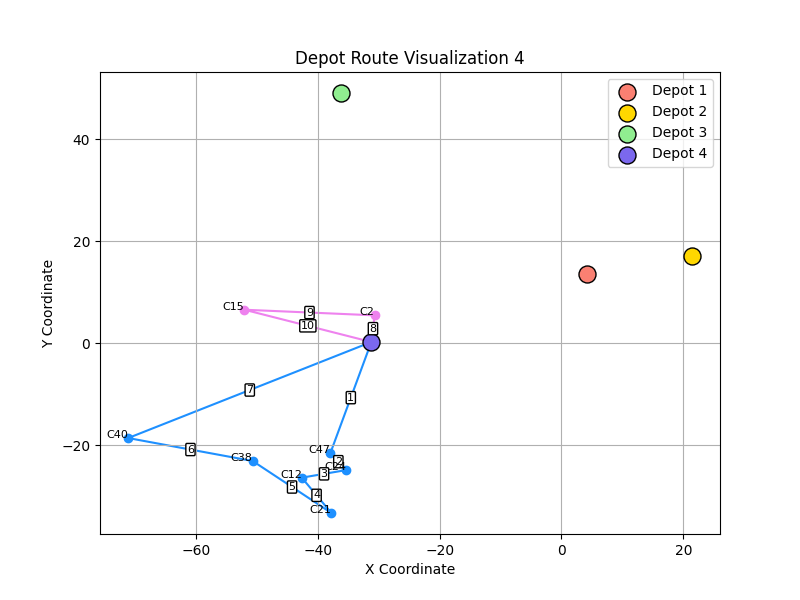 Depot Route Visualization 4
Depot 1
Depot 2
Depot 3
Depot 4
Y Coordinate
40
20
0
−20
C15
9
C2
10
8
7
1
C40
6
C38
C47
2
3
C12
5
4
C21
−60
−40
−20
0
20
X Coordinate